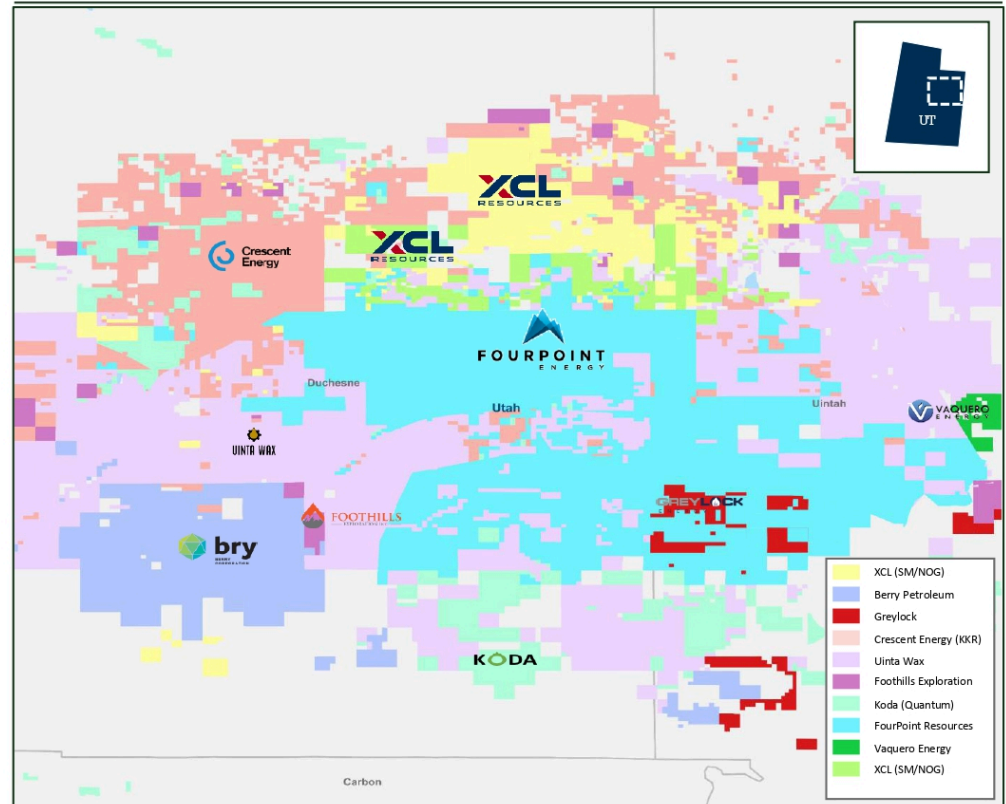 UT
XCL
RESOURCES
XCL
RESOURCES
Crescent
Energy
FOURPOINT
ENERGY
Duchesne
Utah
Uintah
VAQUERO
ENERGY
UINTA WAX
GREYLOCK
FOOTHILLS
bry
BERRY
CORPORATION
KODA
XCL (SM/NOG)
Berry Petroleum
Greylock
Crescent Energy (KKR)
Uinta Wax
Foothills Exploration
Koda (Quantum)
FourPoint Resources
Vaquero Energy
XCL (SM/NOG)
Carbon